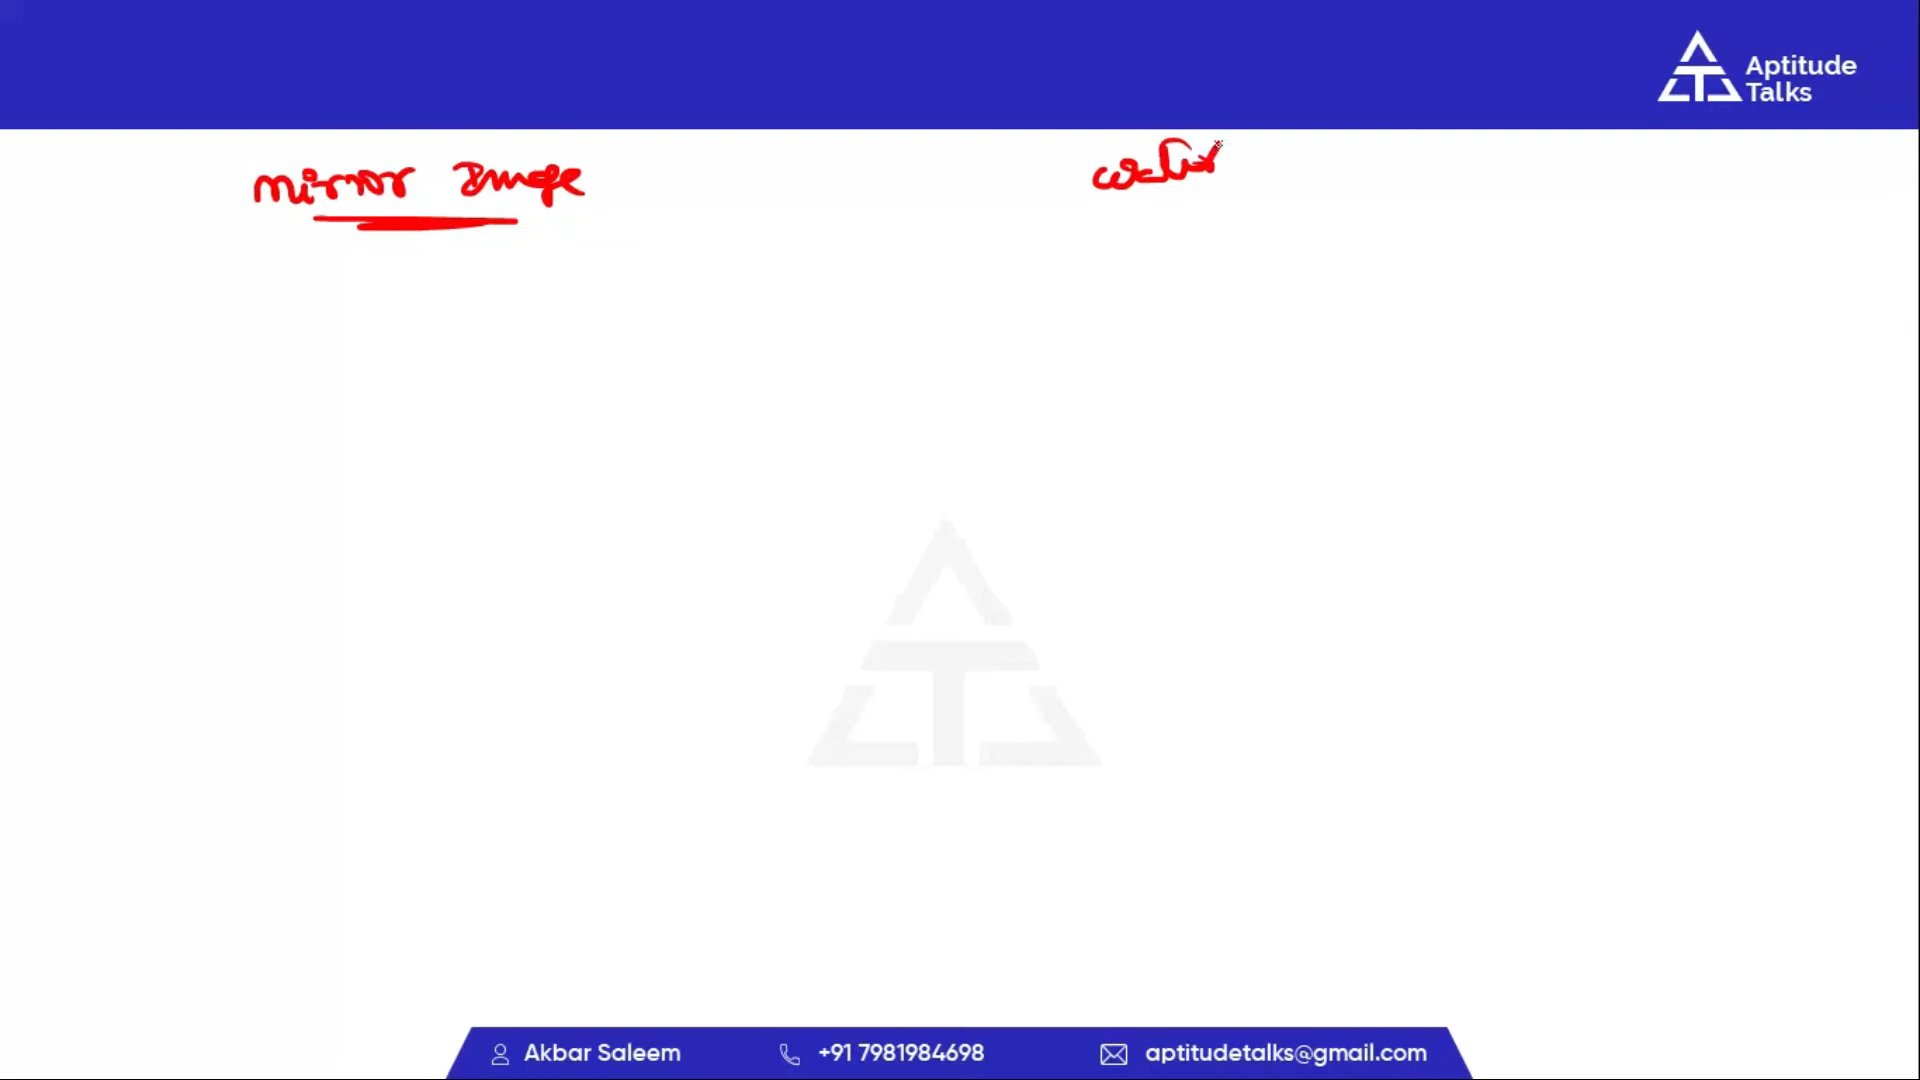 Aptitude
Talks
mirror Image
Akbar Saleem
+91 7981984698
aptitudetalks@gmail.com